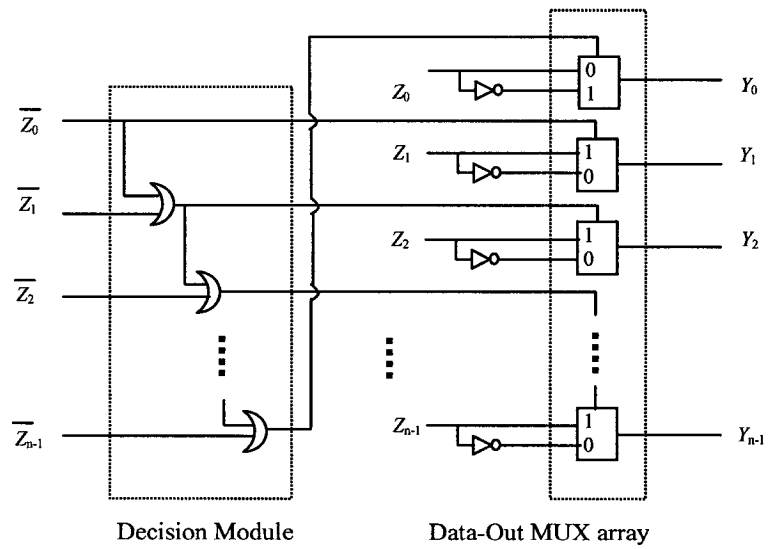 Z̅₀
Z̅₁
Z̅₂
Z̅ₙ₋₁
Z₀ 0 1 Y₀
Z₁ 1 0 Y₁
Z₂ 1 0 Y₂
Zₙ₋₁ 1 0 Yₙ₋₁
Decision Module
Data-Out MUX array